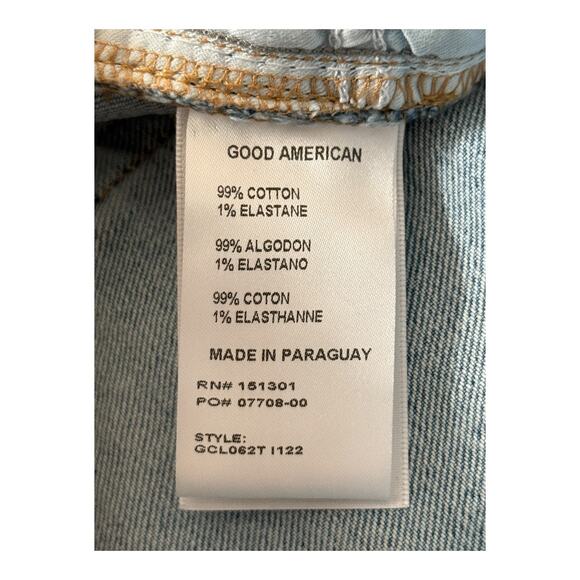 GOOD AMERICAN
99% COTTON
1% ELASTANE
99% ALGODON
1% ELASTANO
99% COTON
1% ELASTHANNE
MADE IN PARAGUAY
RN# 151301
PO# 07708-00
STYLE:
GCL062T I122